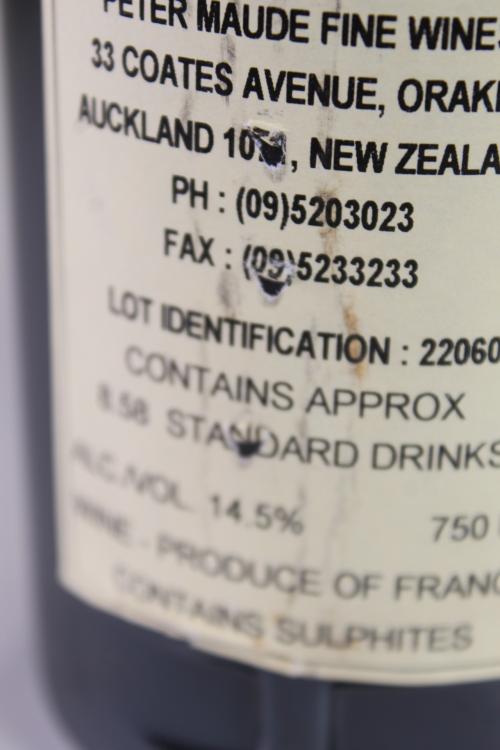 PETER MAUDE FINE WINES
33 COATES AVENUE, ORAK
AUCKLAND 10, NEW ZEALA
PH : (09)5203023
FAX : (09)5233233
LOT IDENTIFICATION : 22060
CONTAINS APPROX
8.58 STANDARD DRINKS
ALC./VOL. 14.5% 750
WINE - PRODUCE OF FRANC
CONTAINS SULPHITES